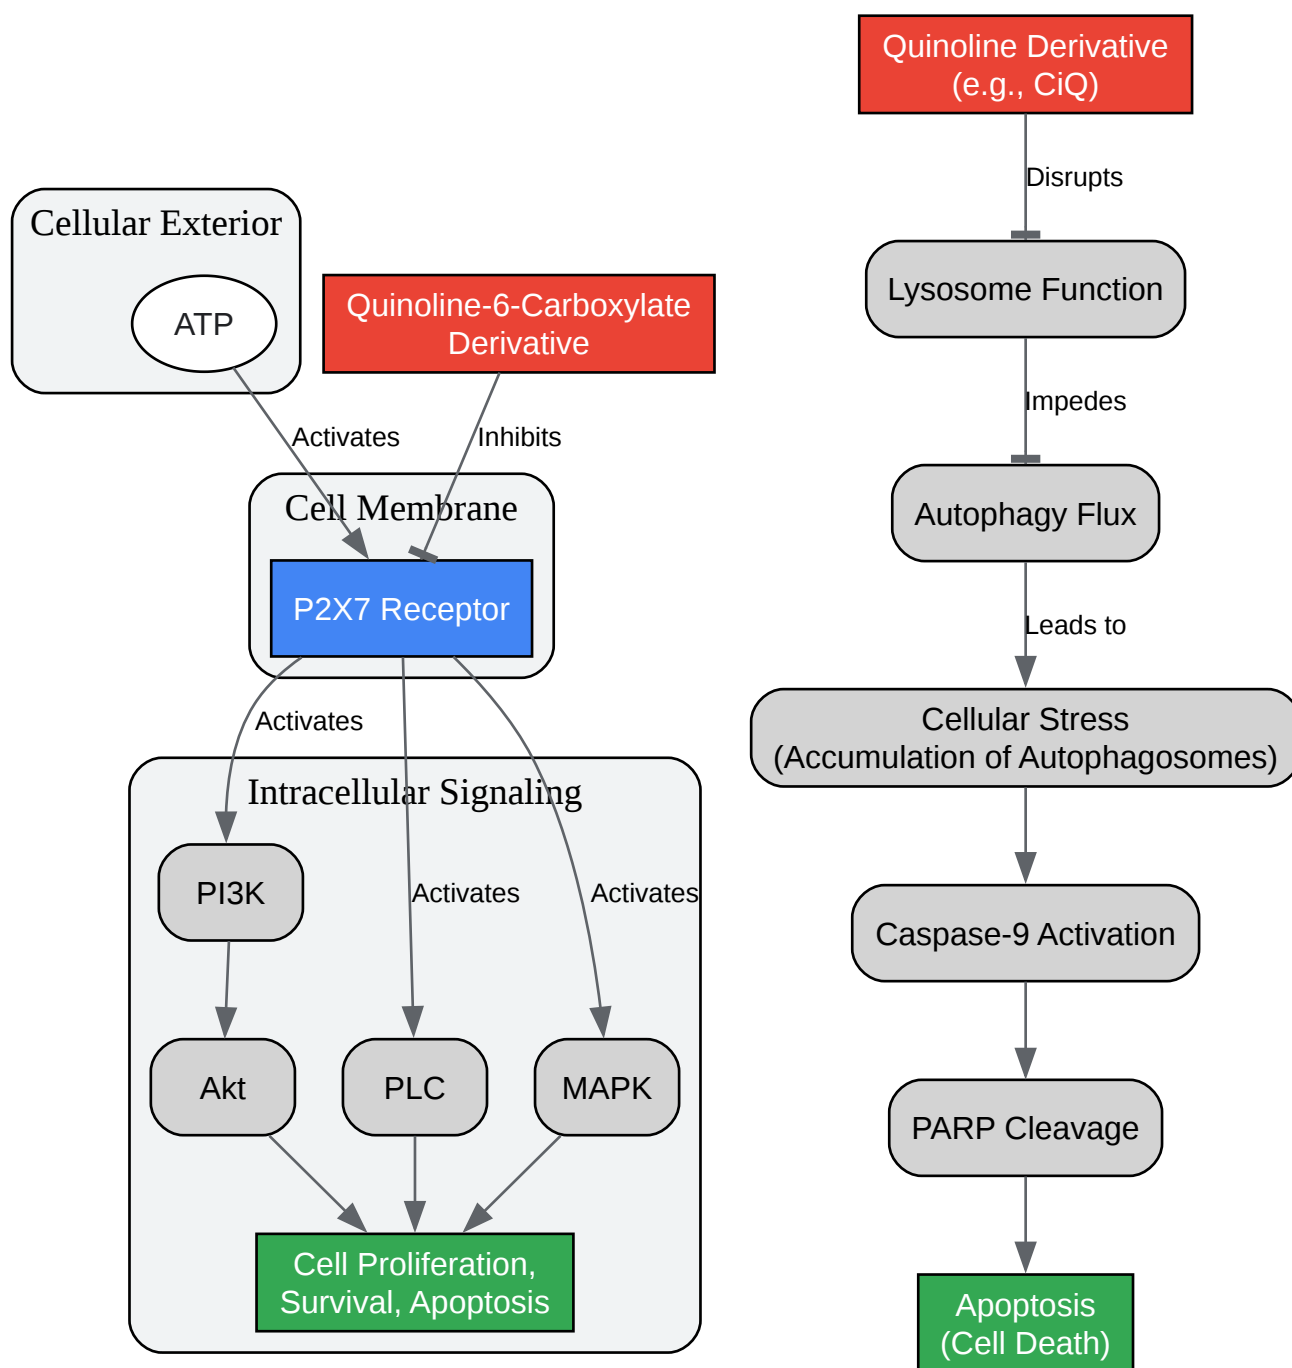 Cellular Exterior
ATP
Quinoline-6-Carboxylate
Derivative
Activates
Inhibits
Cell Membrane
P2X7 Receptor
Activates
Intracellular Signaling
PI3K
Activates
Activates
Akt
PLC
MAPK
Cell Proliferation,
Survival, Apoptosis
Quinoline Derivative
(e.g., CiQ)
Disrupts
Lysosome Function
Impedes
Autophagy Flux
Leads to
Cellular Stress
(Accumulation of Autophagosomes)
Caspase-9 Activation
PARP Cleavage
Apoptosis
(Cell Death)